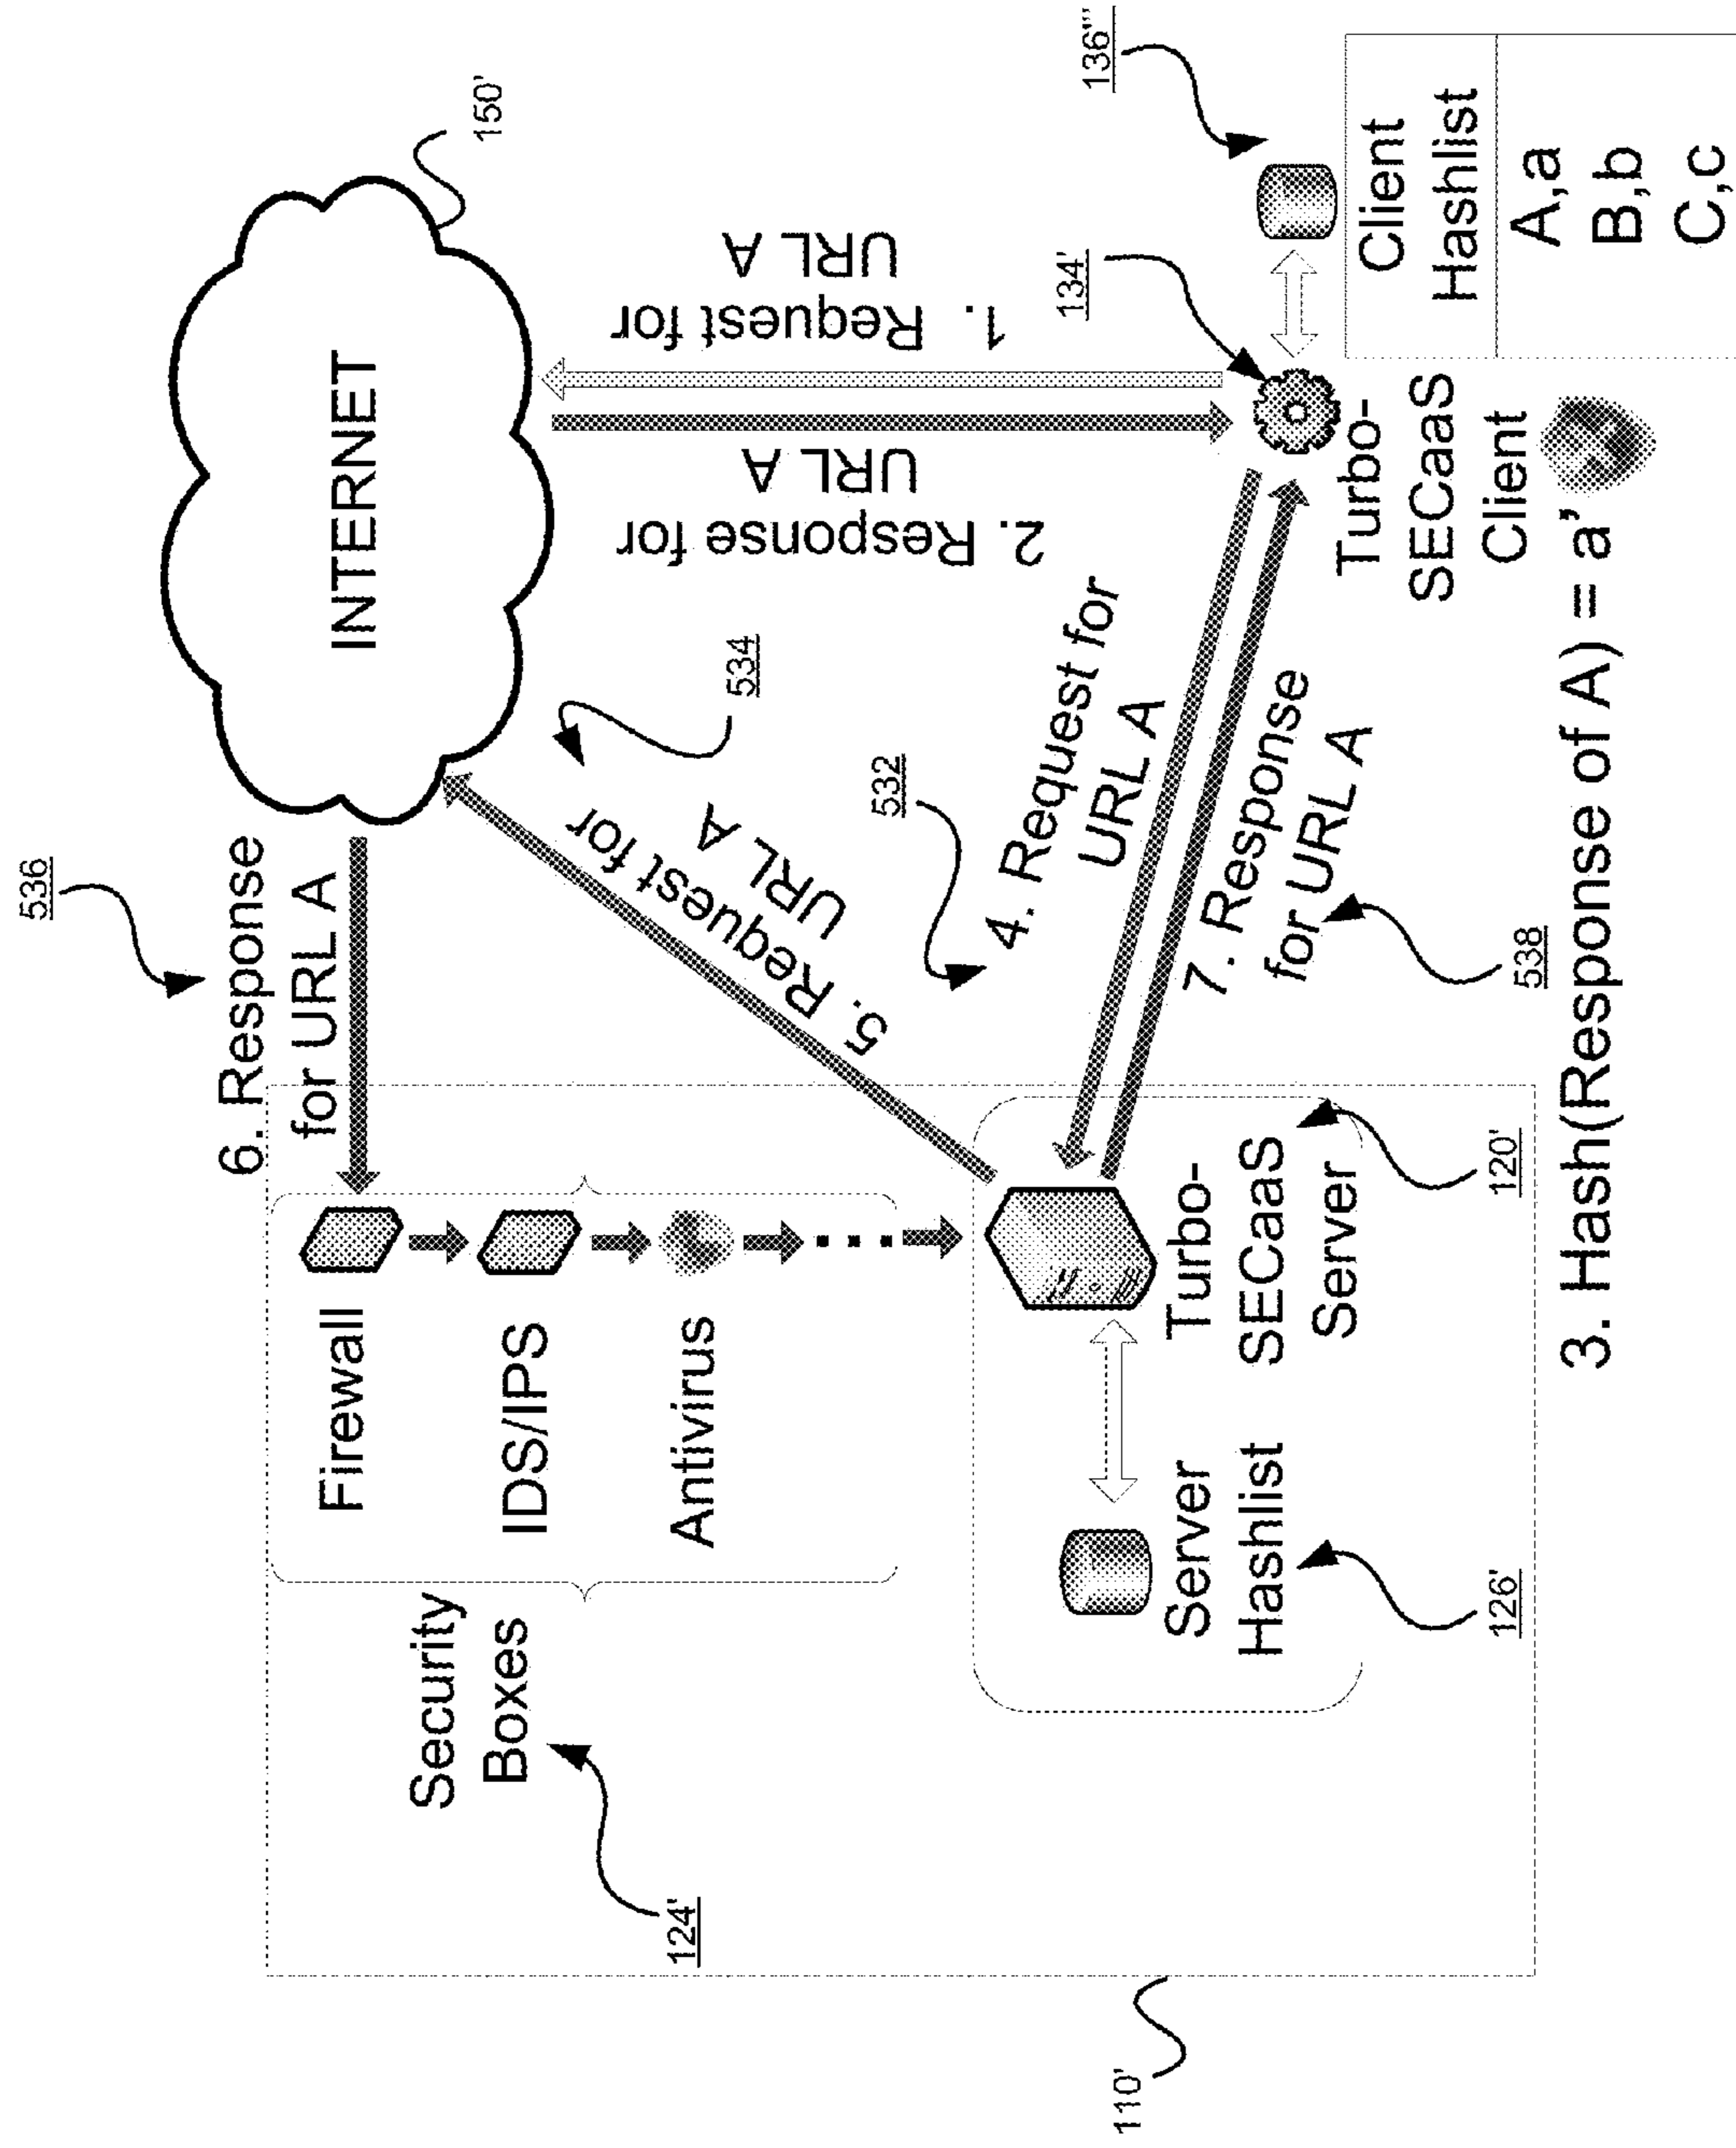 536
6. Response
for URL A
INTERNET
150'
Firewall
IDS/IPS
Antivirus
Security
Boxes
124'
534
5. Request for
URL A
1. Request for
URL A
2. Response for
URL A
532
4. Request for
URL A
7. Response
for URL A
538
134'
136'''
Turbo-
SECaaS
Client
Client
Hashlist
A,a
B,b
C,c
Turbo-
SECaaS
Server
120'
Server
Hashlist
126'
110'
3. Hash(Response of A) = a'